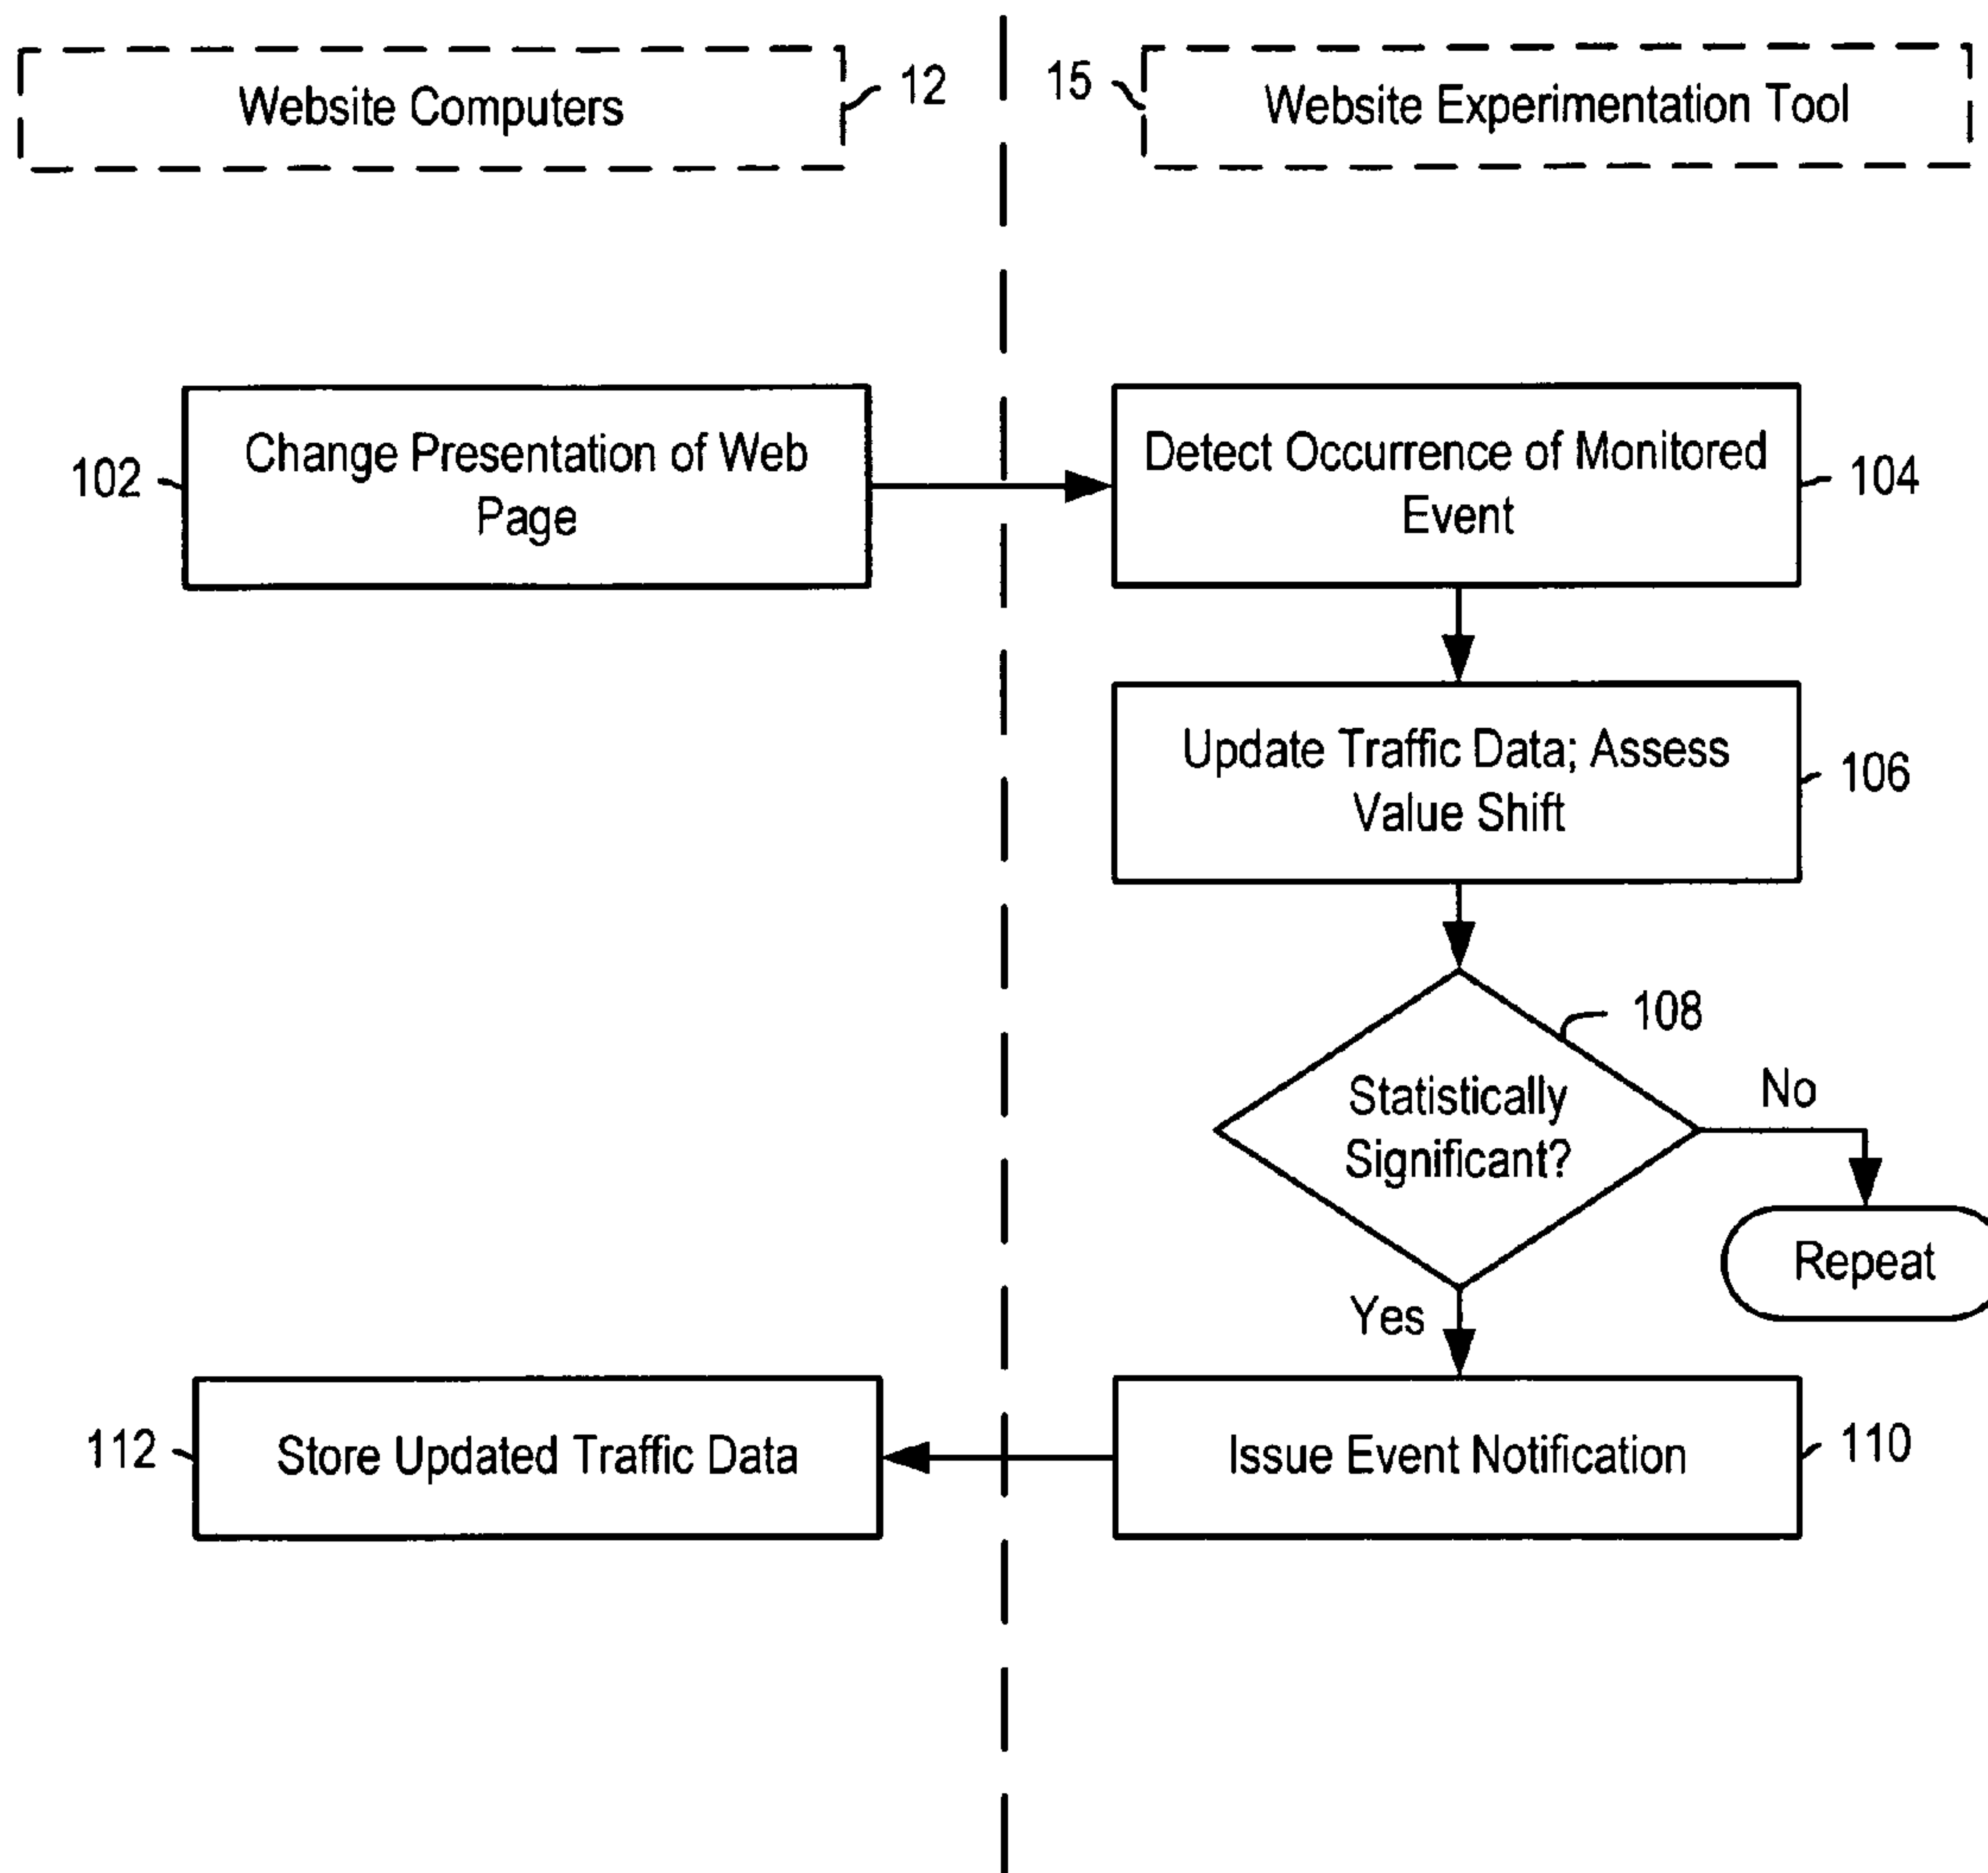 Website Computers
12
15
Website Experimentation Tool
102
Change Presentation of Web
Page
Detect Occurrence of Monitored
Event
104
Update Traffic Data; Assess
Value Shift
106
108
Statistically
Significant?
No
Repeat
Yes
112
Store Updated Traffic Data
Issue Event Notification
110